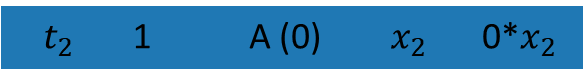 t₂ 1 A (0) x₂ 0*x₂